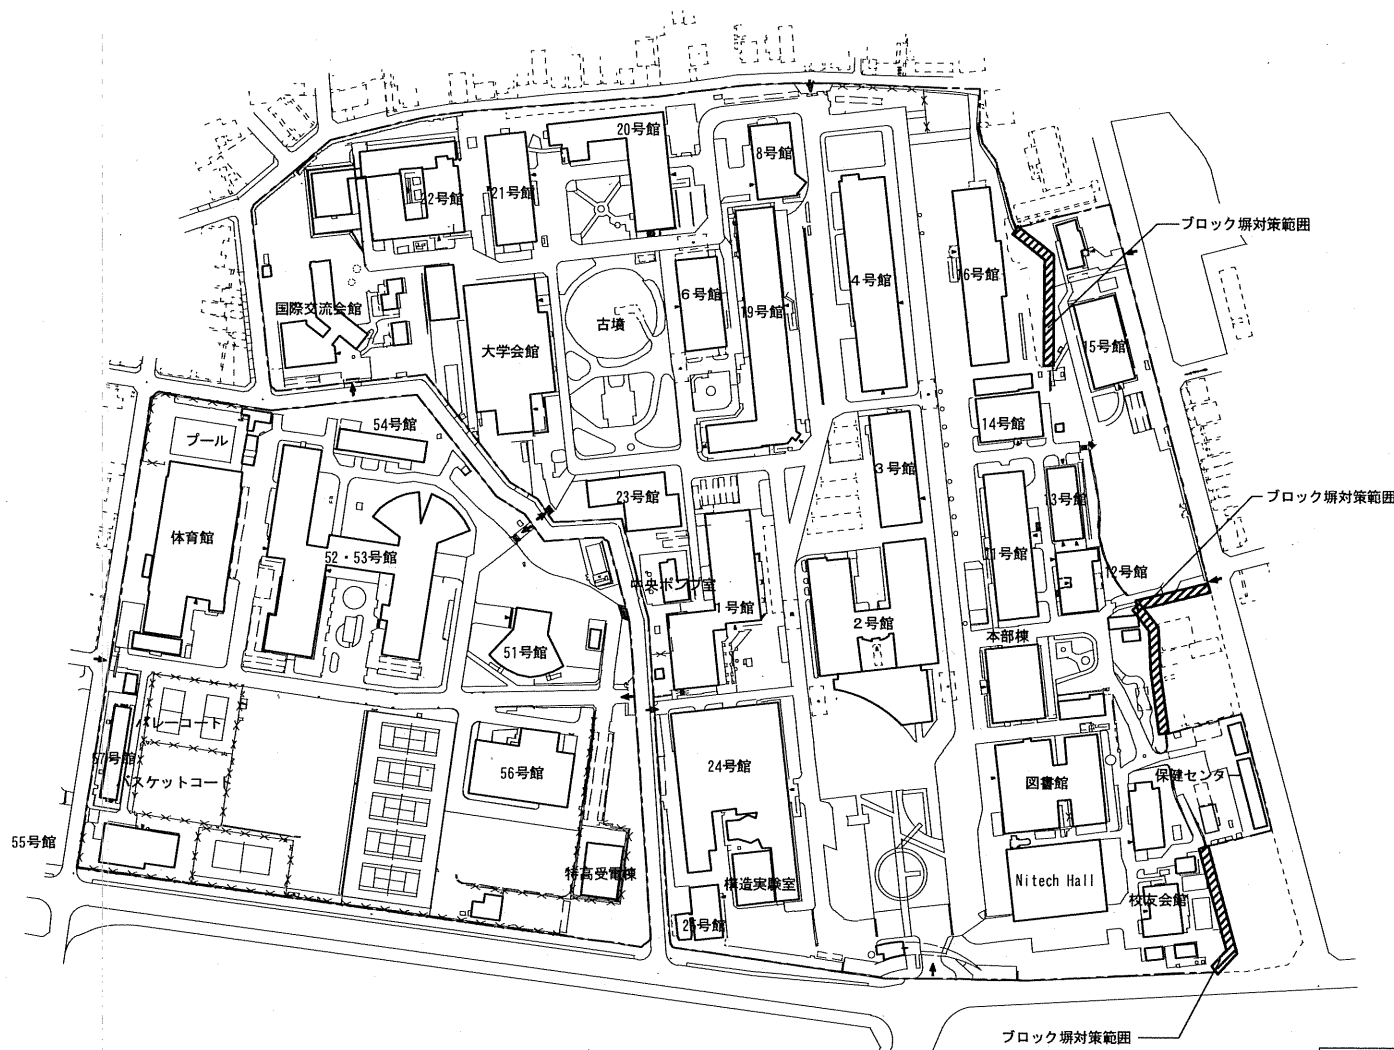 20号館
8号館
22号館
21号館
ブロック塀対策範囲
16号館
4号館
6号館
国際交流会館
19号館
古墳
大学会館
15号館
54号館
14号館
プール
3号館
23号館
13号館
ブロック塀対策範囲
体育館
52・53号館
11号館
12号館
中央ポンプ室
1号館
2号館
本部棟
51号館
バレーコート
57号館
24号館
56号館
バスケットコート
図書館
保健センタ
55号館
特高受電棟
構造実験室
Nitech Hall
校友会館
25号館
ブロック塀対策範囲